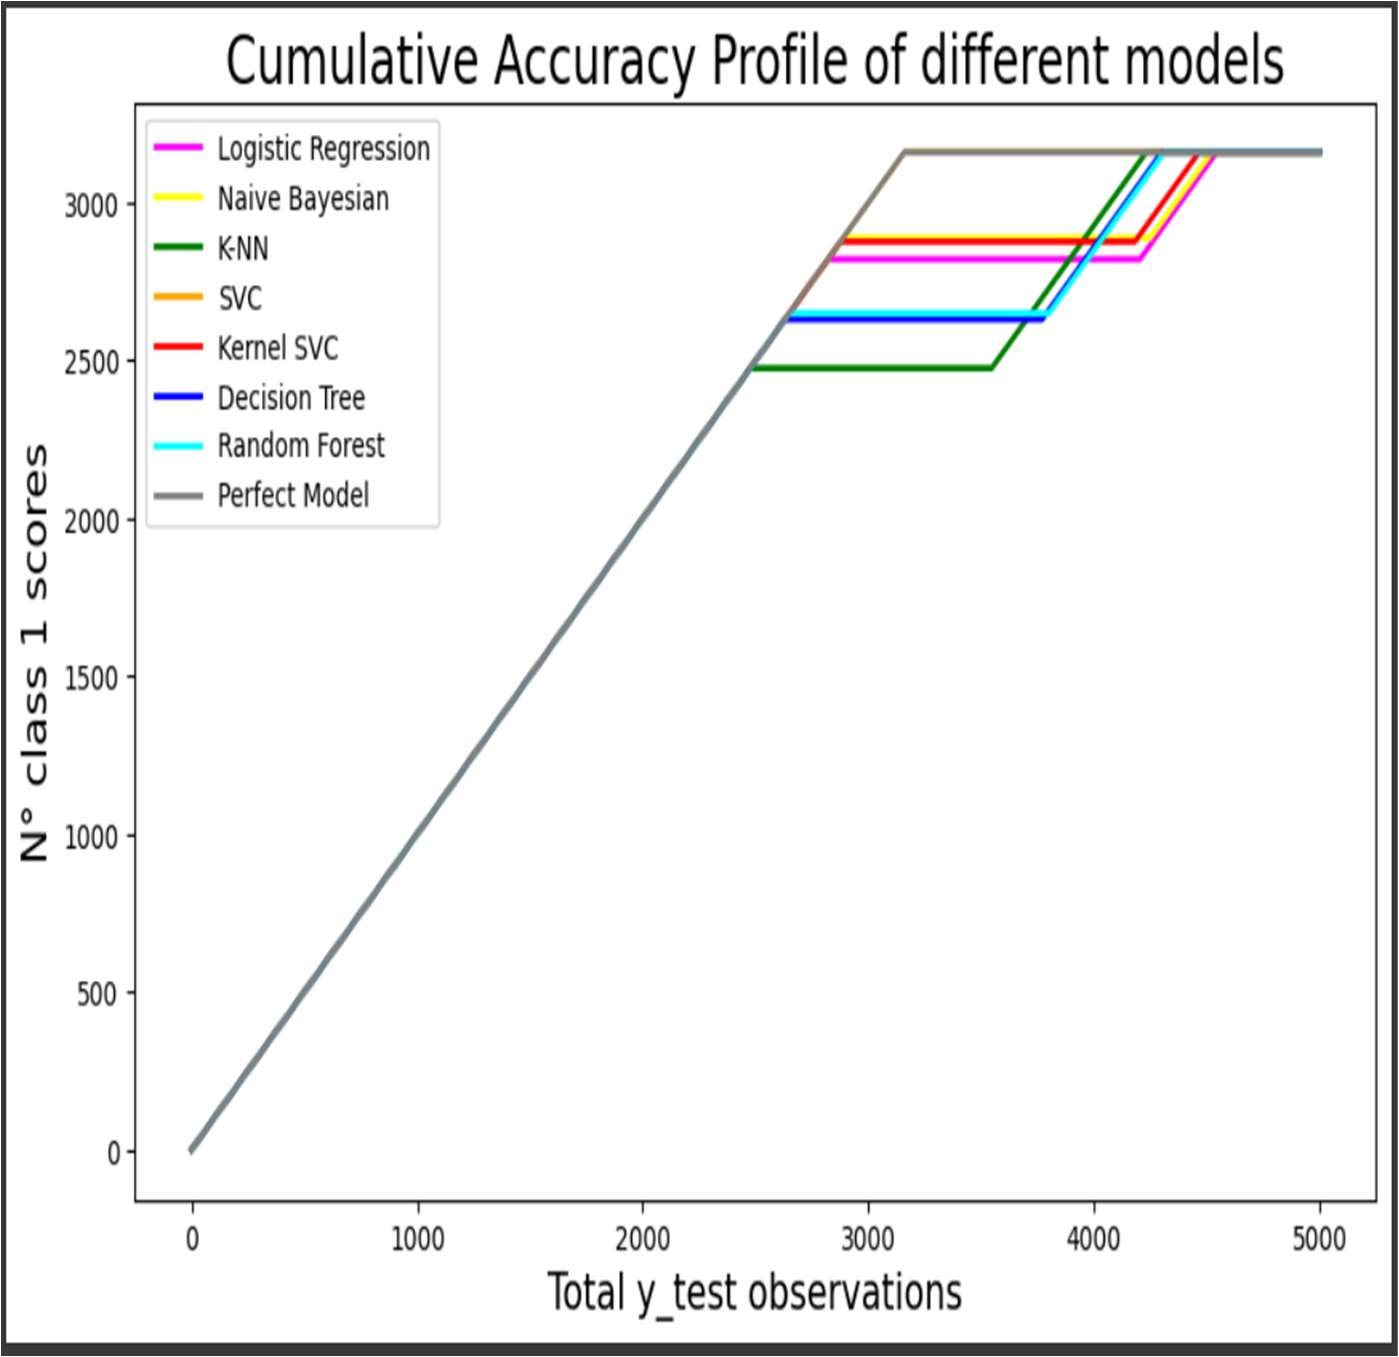 Cumulative Accuracy Profile of different models
Logistic Regression
Naive Bayesian
K-NN
SVC
Kernel SVC
Decision Tree
Random Forest
Perfect Model
3000
2500
2000
1500
1000
500
0
N° class 1 scores
0 1000 2000 3000 4000 5000
Total y_test observations